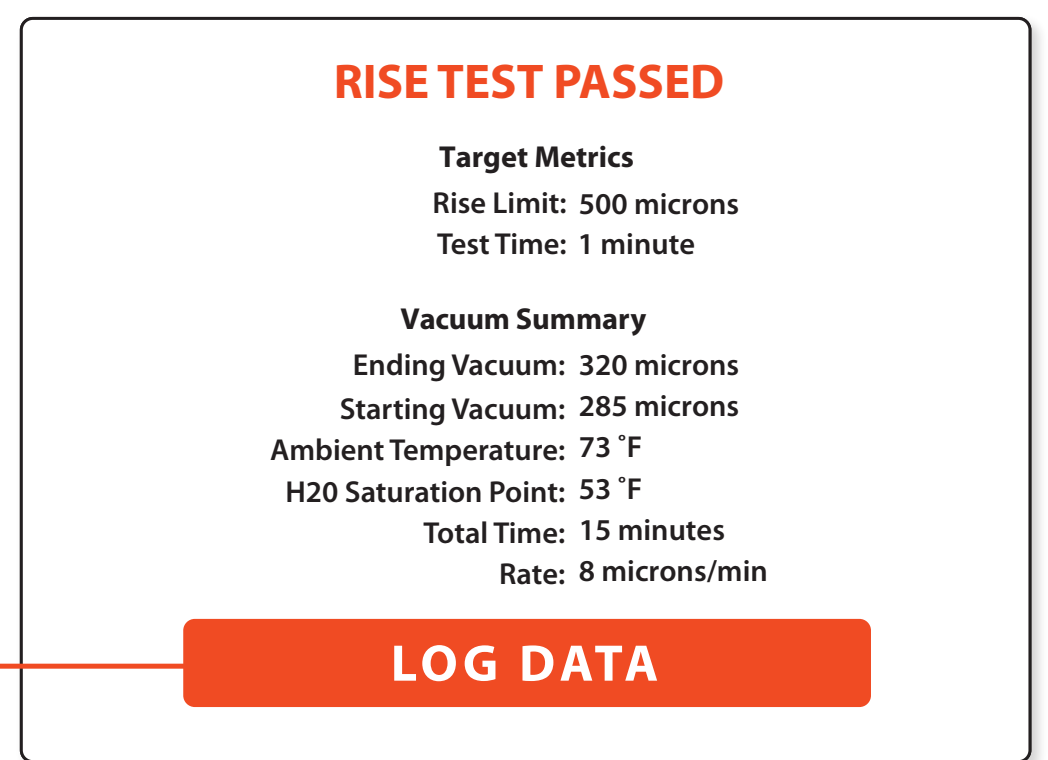 RISE TEST PASSED
Target Metrics
Rise Limit: 500 microns
Test Time: 1 minute
Vacuum Summary
Ending Vacuum: 320 microns
Starting Vacuum: 285 microns
Ambient Temperature: 73 ˚F
H20 Saturation Point: 53 ˚F
Total Time: 15 minutes
Rate: 8 microns/min
LOG DATA